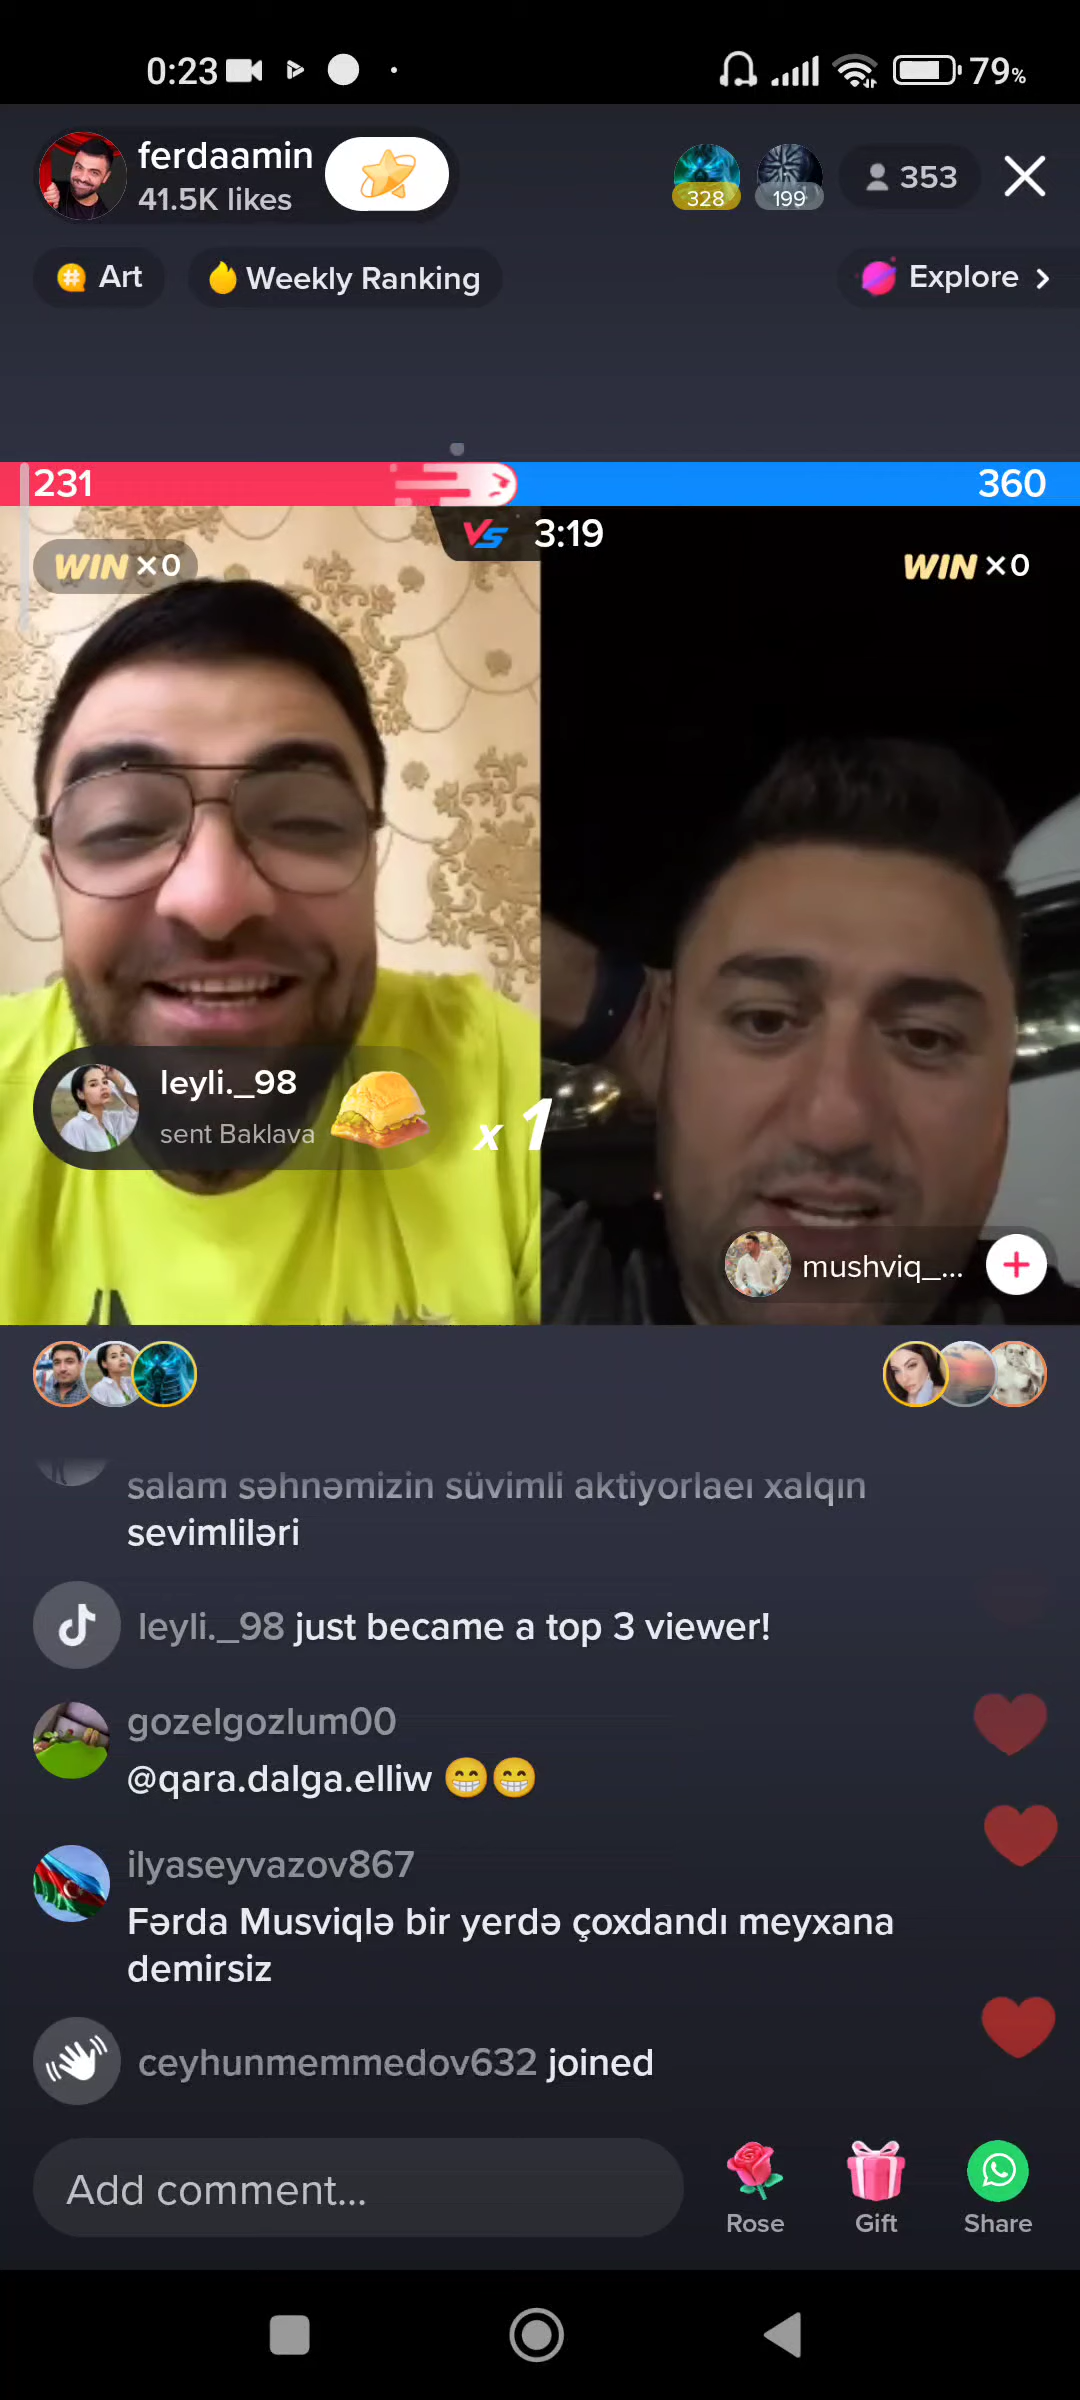 0:23
79%
ferdaamin
41.5K likes
328
199
353
Art
Weekly Ranking
Explore
231
360
VS 3:19
WIN ×0
WIN ×0
leyli._98
sent Baklava
x 1
mushviq_...
salam səhnəmizin süvimli aktiyorlaeı xalqın
sevimliləri
leyli._98 just became a top 3 viewer!
gozelgozlum00
@qara.dalga.elliw 😁😁
ilyaseyvazov867
Fərda Musviqlə bir yerdə çoxdandı meyxana
demirsiz
ceyhunmemmedov632 joined
Add comment...
Rose
Gift
Share